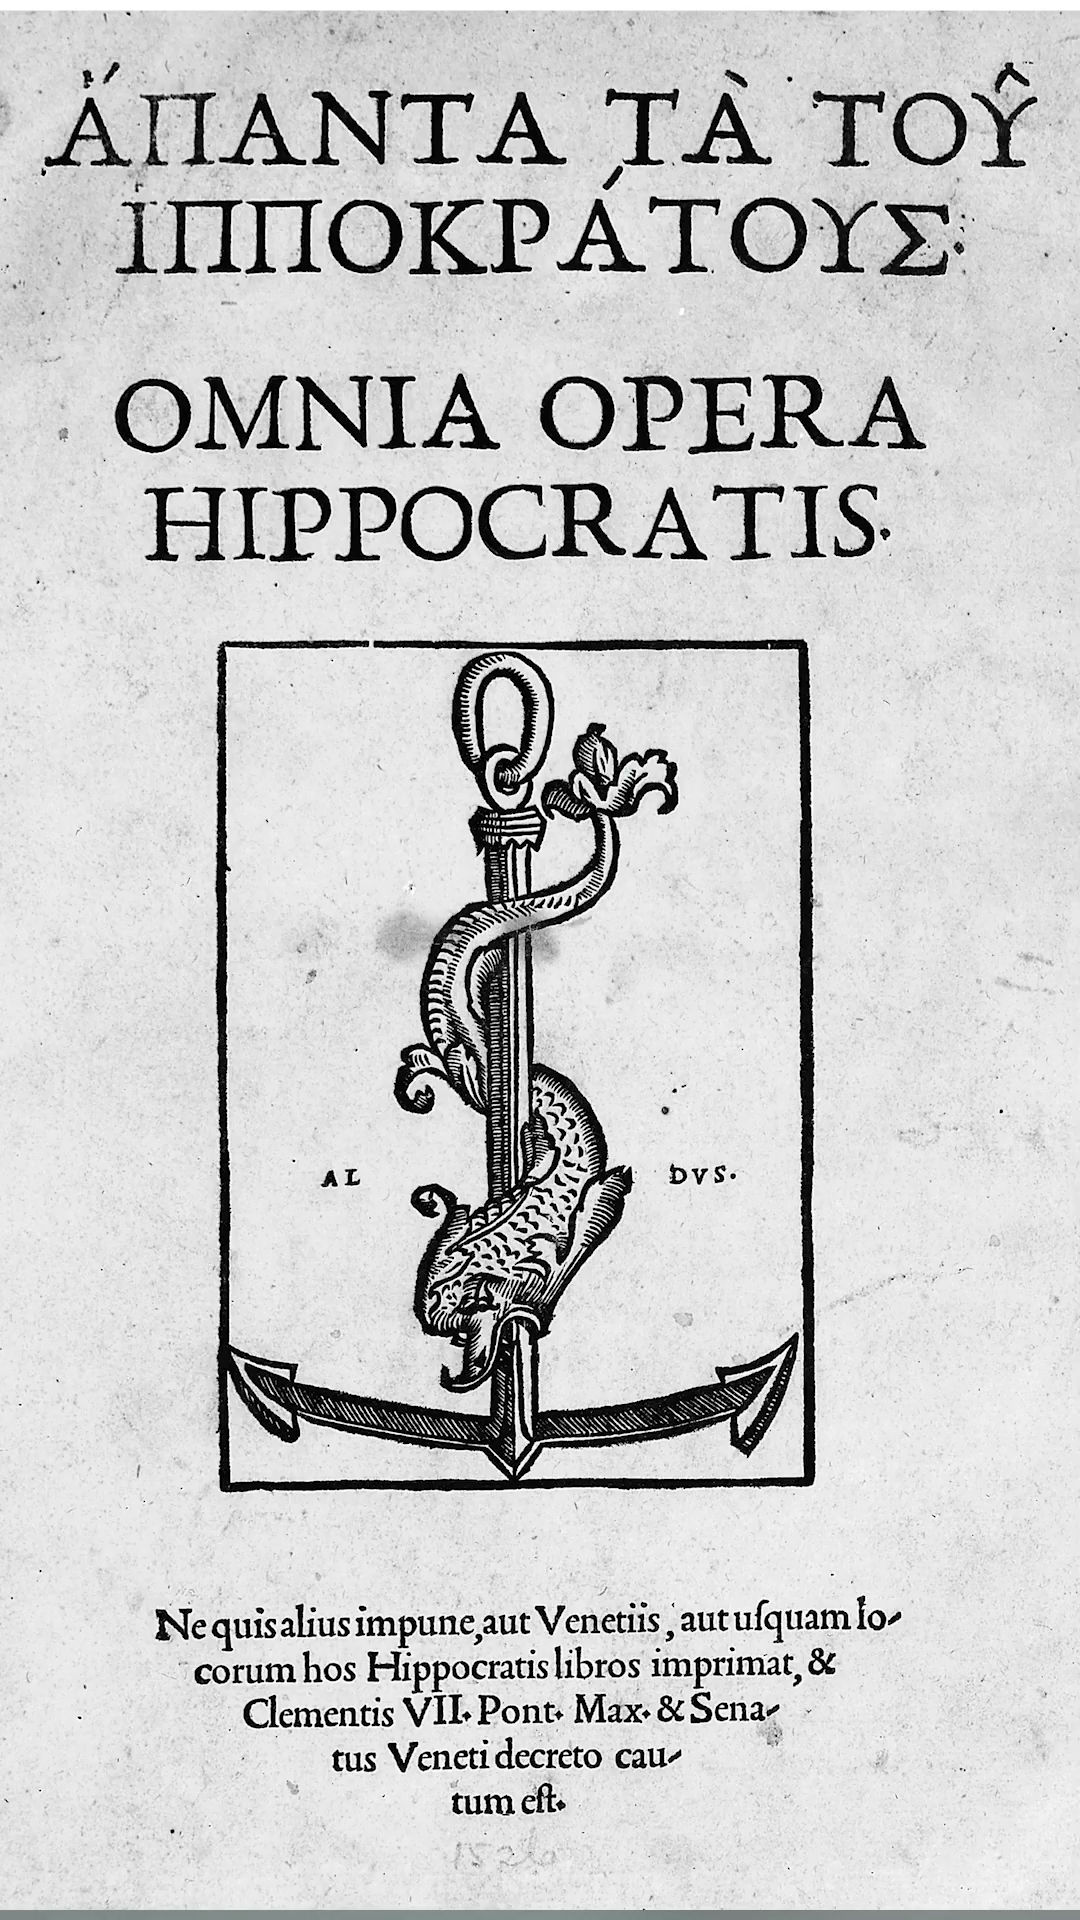 ἍΠΑΝΤΑ ΤᾺ ΤΟΥ͂
ἹΠΠΟΚΡΆΤΟΥΣ·
OMNIA OPERA
HIPPOCRATIS.
AL DVS.
Ne quis alius impune, aut Venetiis, aut uſquam lo-
corum hos Hippocratis libros imprimat, &
Clementis VII. Pont. Max. & Sena-
tus Veneti decreto cau-
tum eſt.
1526